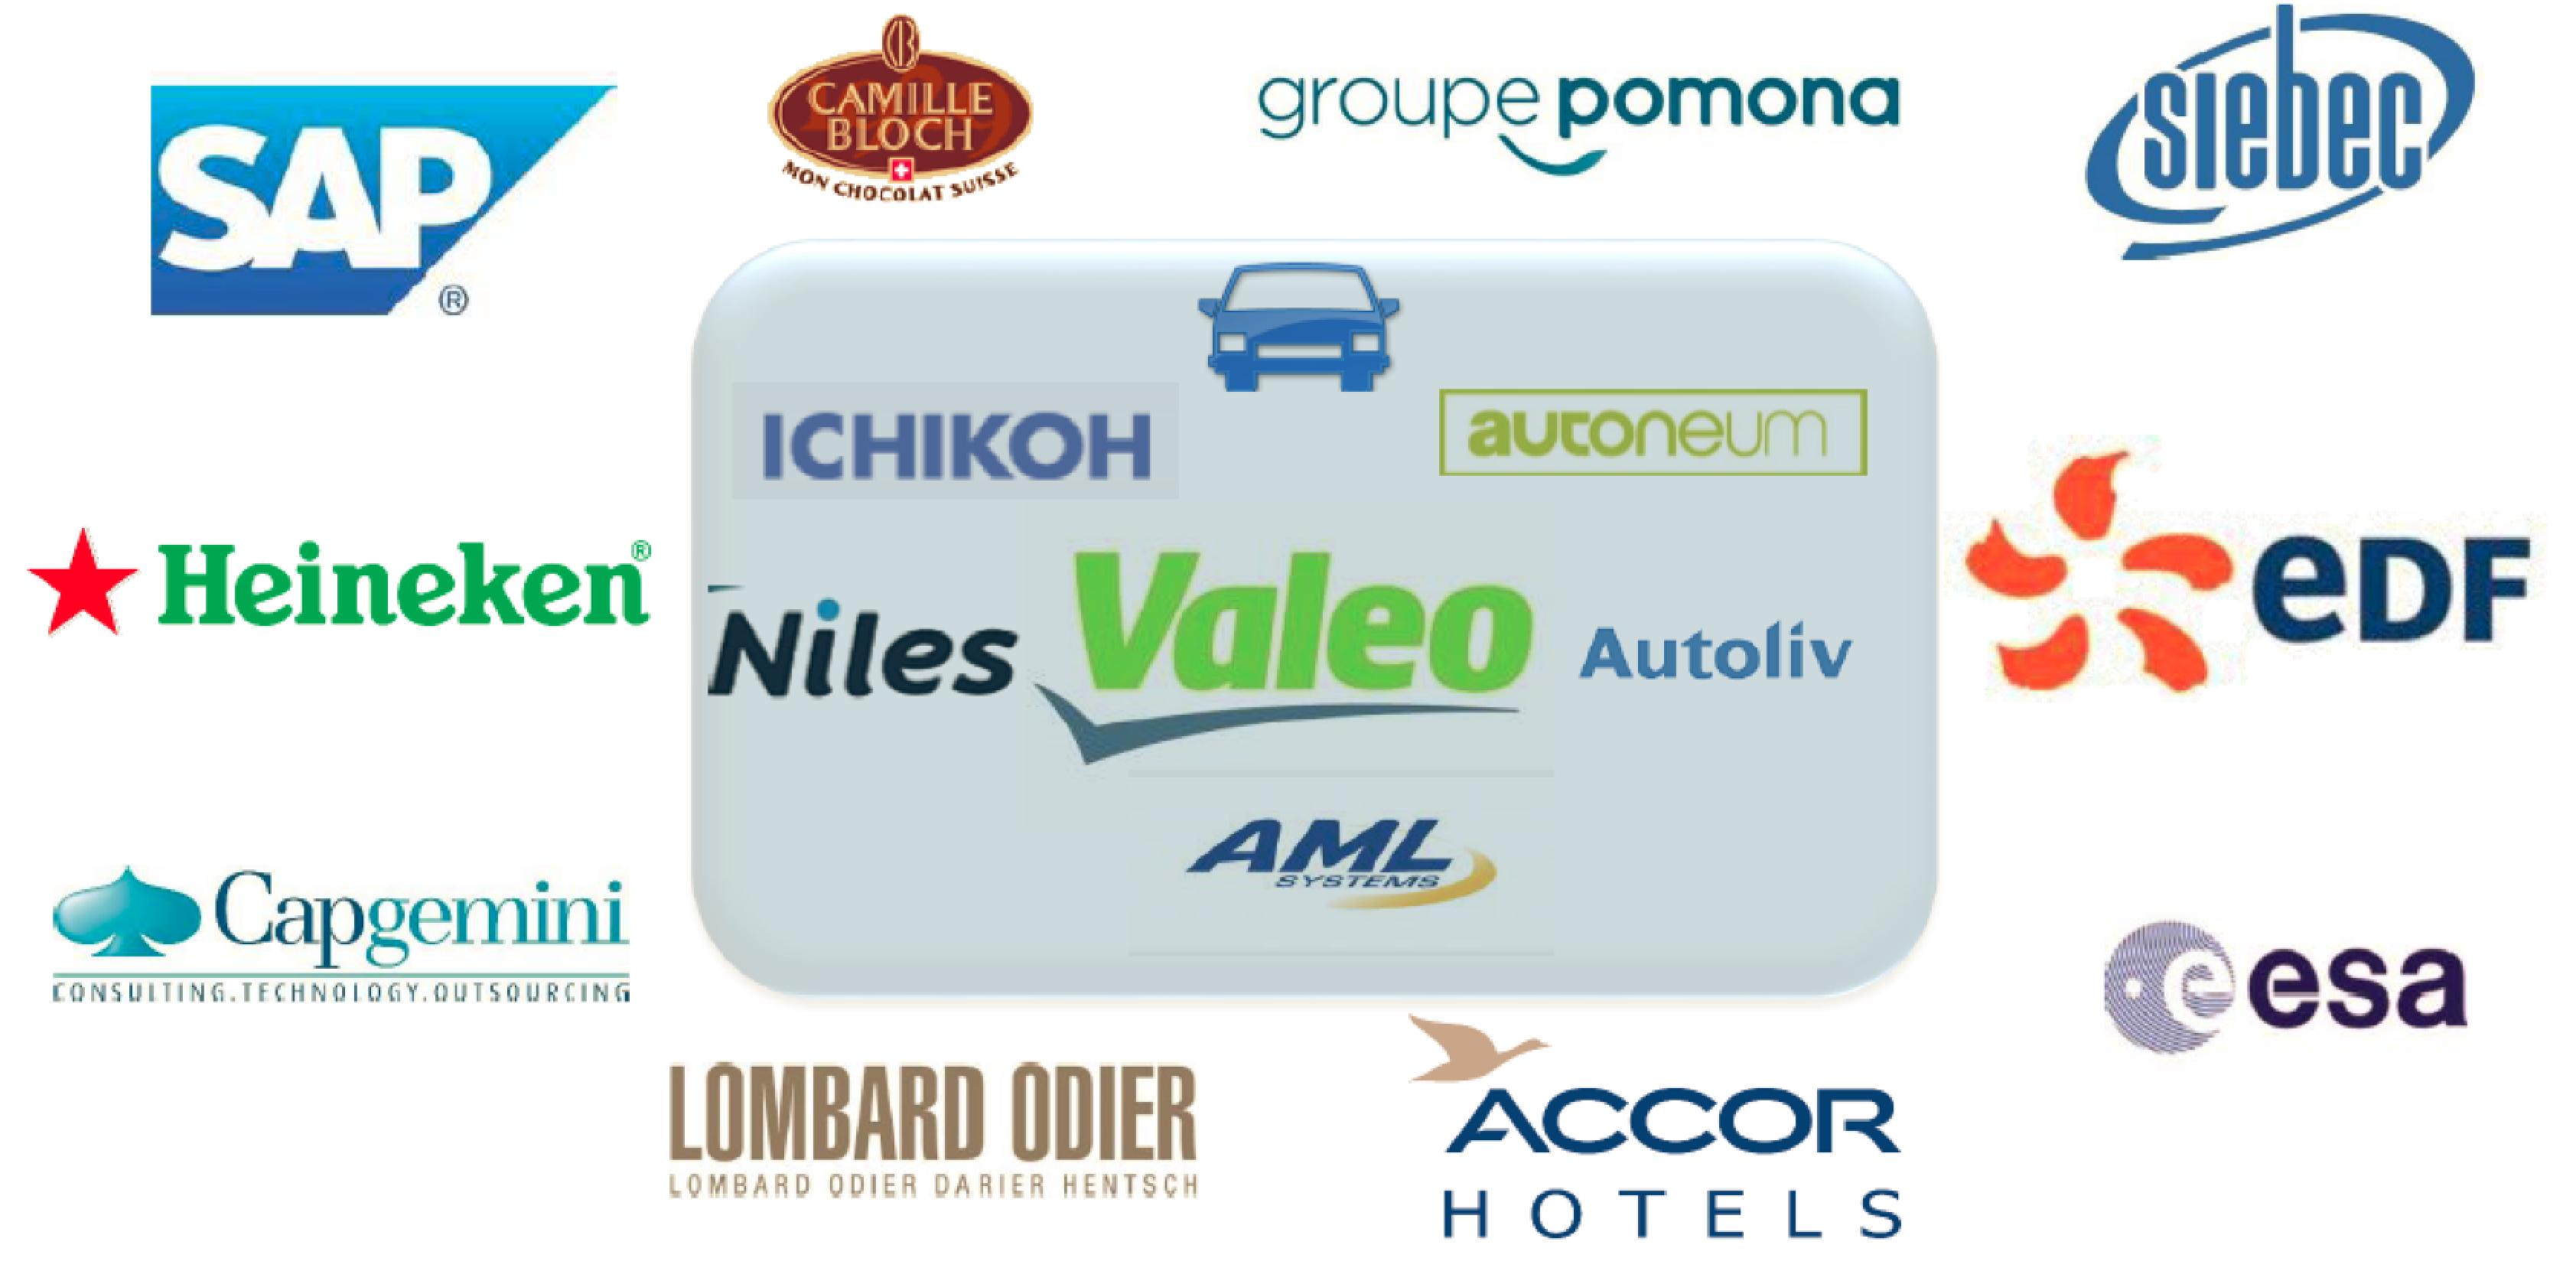 SAP
®
CAMILLE
BLOCH
MON CHOCOLAT SUISSE
groupe pomona
siebec
ICHIKOH
autoneum
Heineken®
Niles
Valeo
Autoliv
eDF
AML
SYSTEMS
Capgemini
CONSULTING.TECHNOLOGY.OUTSOURCING
esa
LOMBARD ODIER
LOMBARD ODIER DARIER HENTSCH
ACCOR
HOTELS